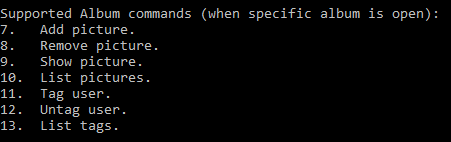 Supported Album commands (when specific album is open):
7.   Add picture.
8.   Remove picture.
9.   Show picture.
10.  List pictures.
11.  Tag user.
12.  Untag user.
13.  List tags.